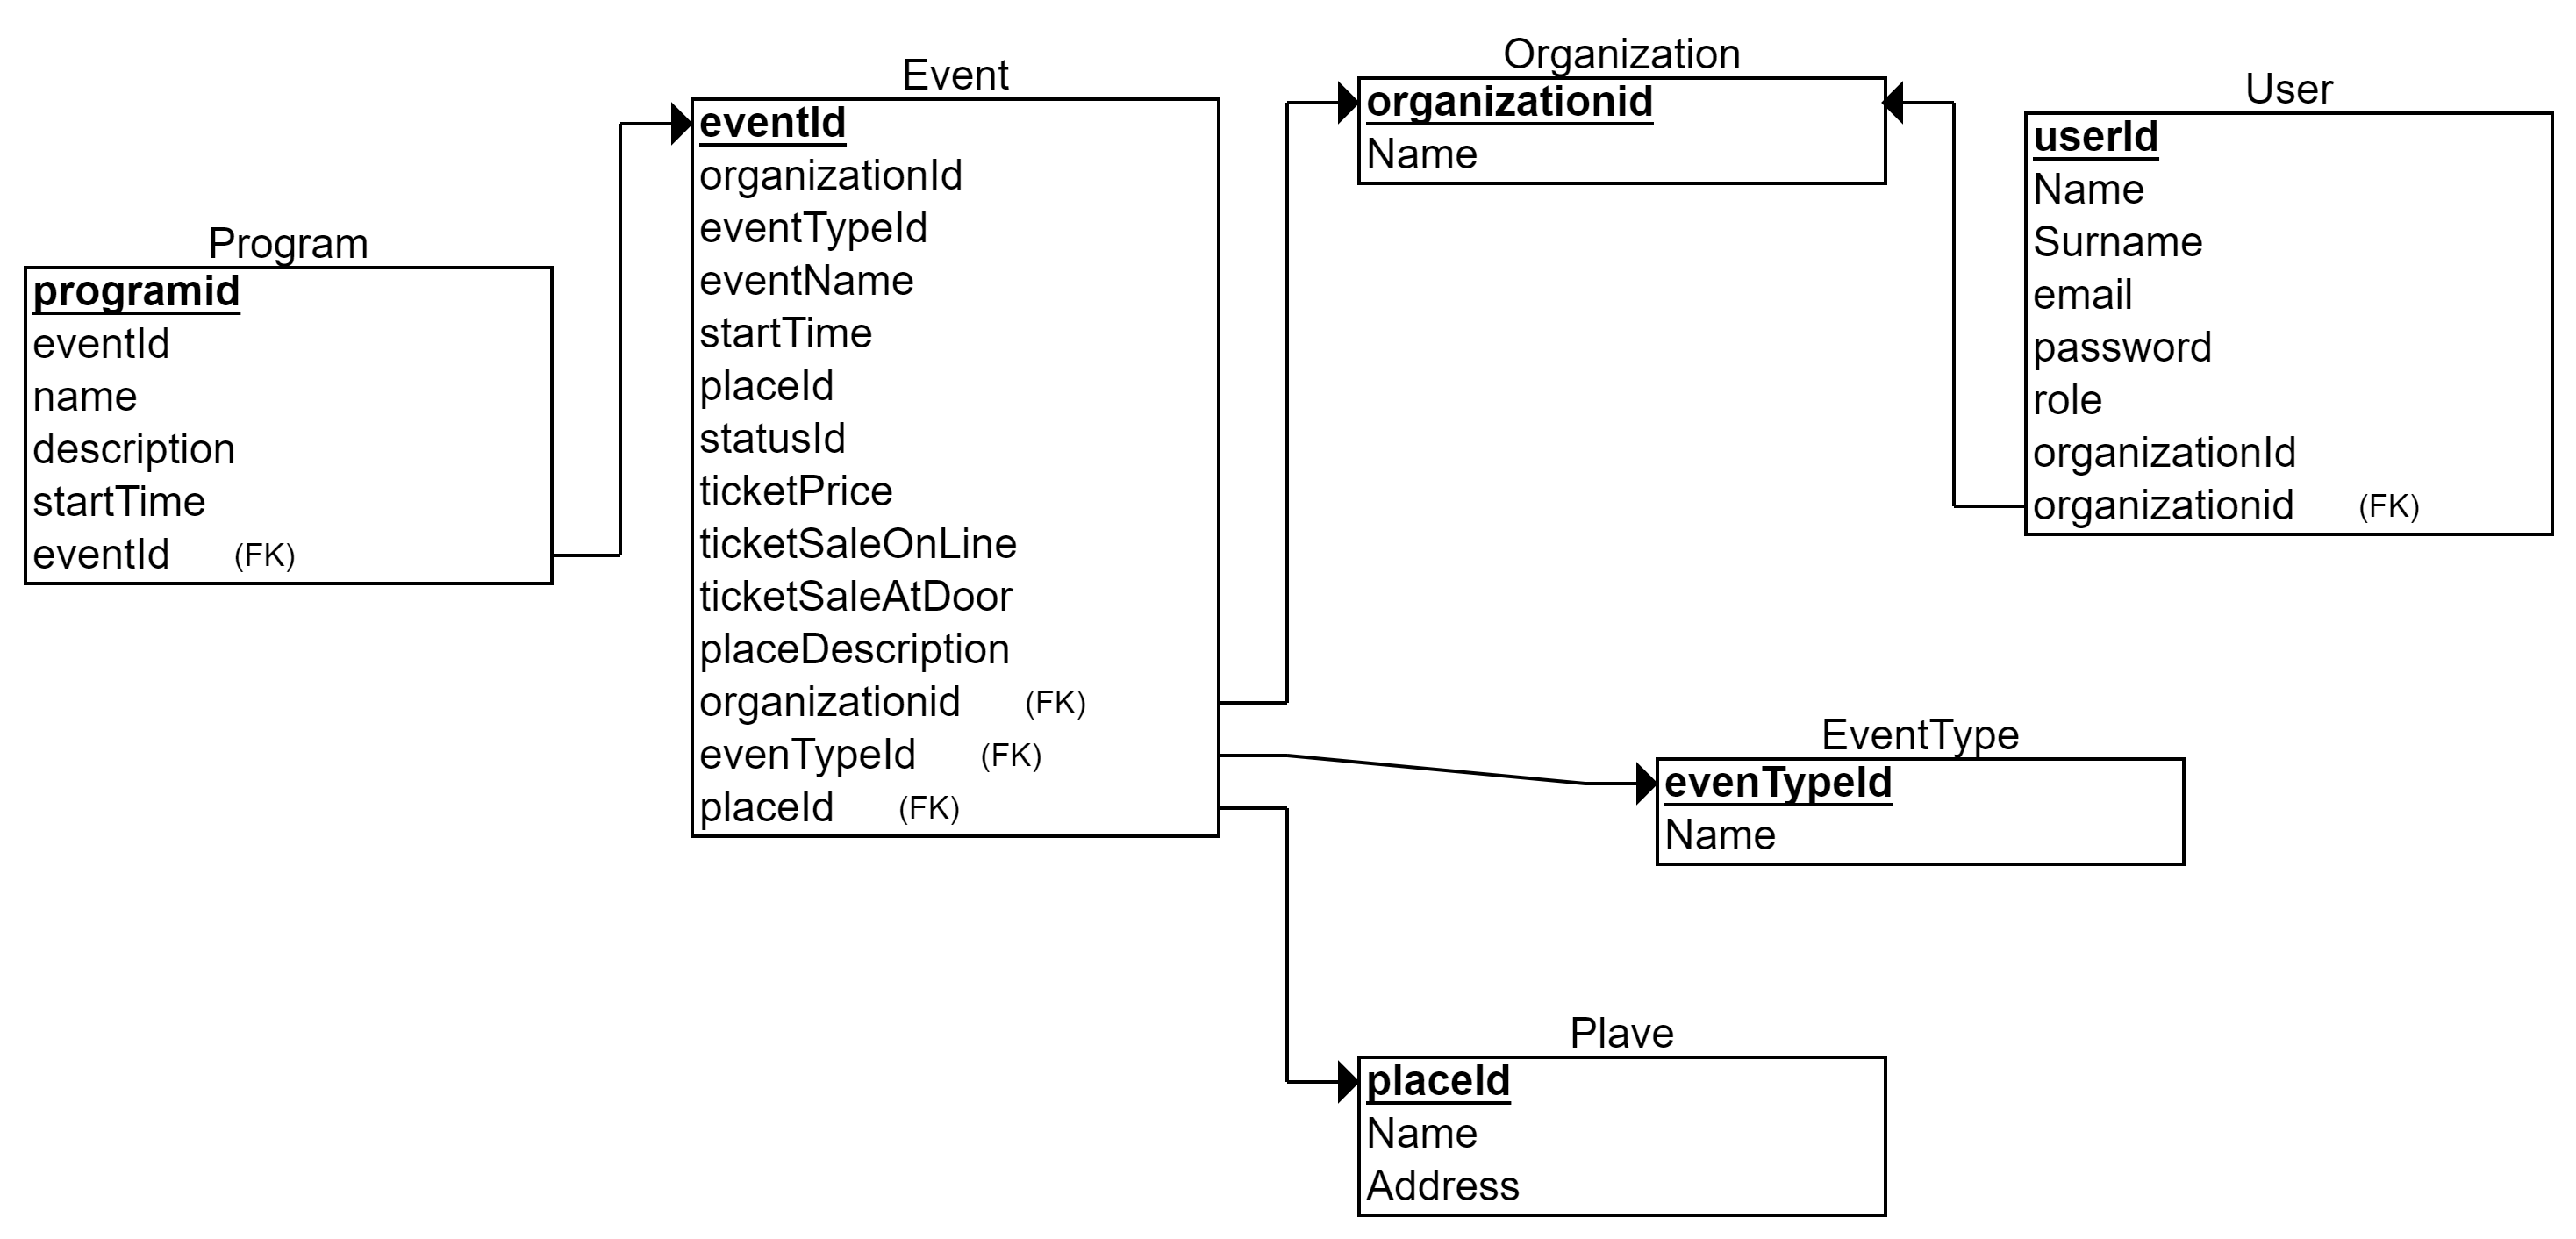 Program
programid
eventId
name
description
startTime
eventId (FK)
Event
eventId
organizationId
eventTypeId
eventName
startTime
placeId
statusId
ticketPrice
ticketSaleOnLine
ticketSaleAtDoor
placeDescription
organizationid (FK)
evenTypeId (FK)
placeId (FK)
Organization
organizationid
Name
User
userId
Name
Surname
email
password
role
organizationId
organizationid (FK)
EventType
evenTypeId
Name
Plave
placeId
Name
Address